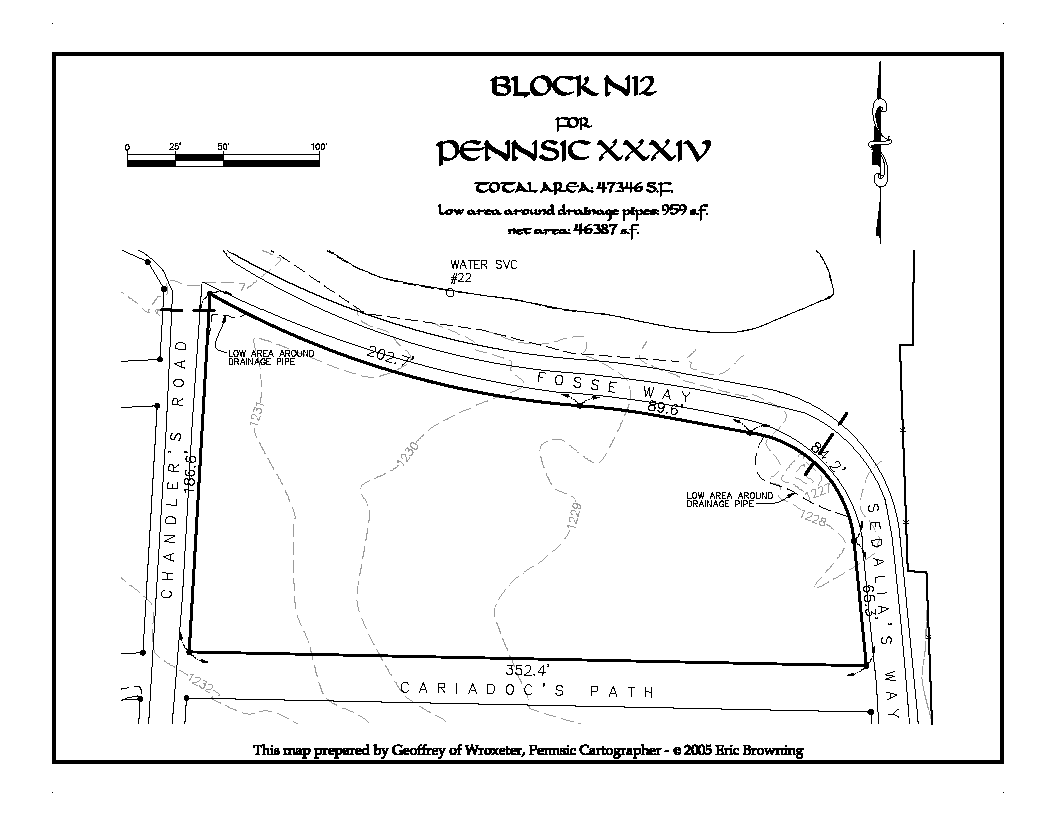 BLOCK N12
FOR
PENNSIC XXXIV
TOTAL AREA: 47346 S.F.
low area around drainage pipes: 959 s.f.
net area: 46387 s.f.
0 25' 50' 100'
WATER SVC
#22
LOW AREA AROUND
DRAINAGE PIPE
202.7'
FOSSE WAY
89.6'
84.2'
CHANDLER'S ROAD
186.6'
1231
1230
1229
LOW AREA AROUND
DRAINAGE PIPE
1227
1228
SEDALIA'S WAY
65.3'
352.4'
CARIADOC'S PATH
1232
This map prepared by Geoffrey of Wroxeter, Pennsic Cartographer - © 2005 Eric Browning